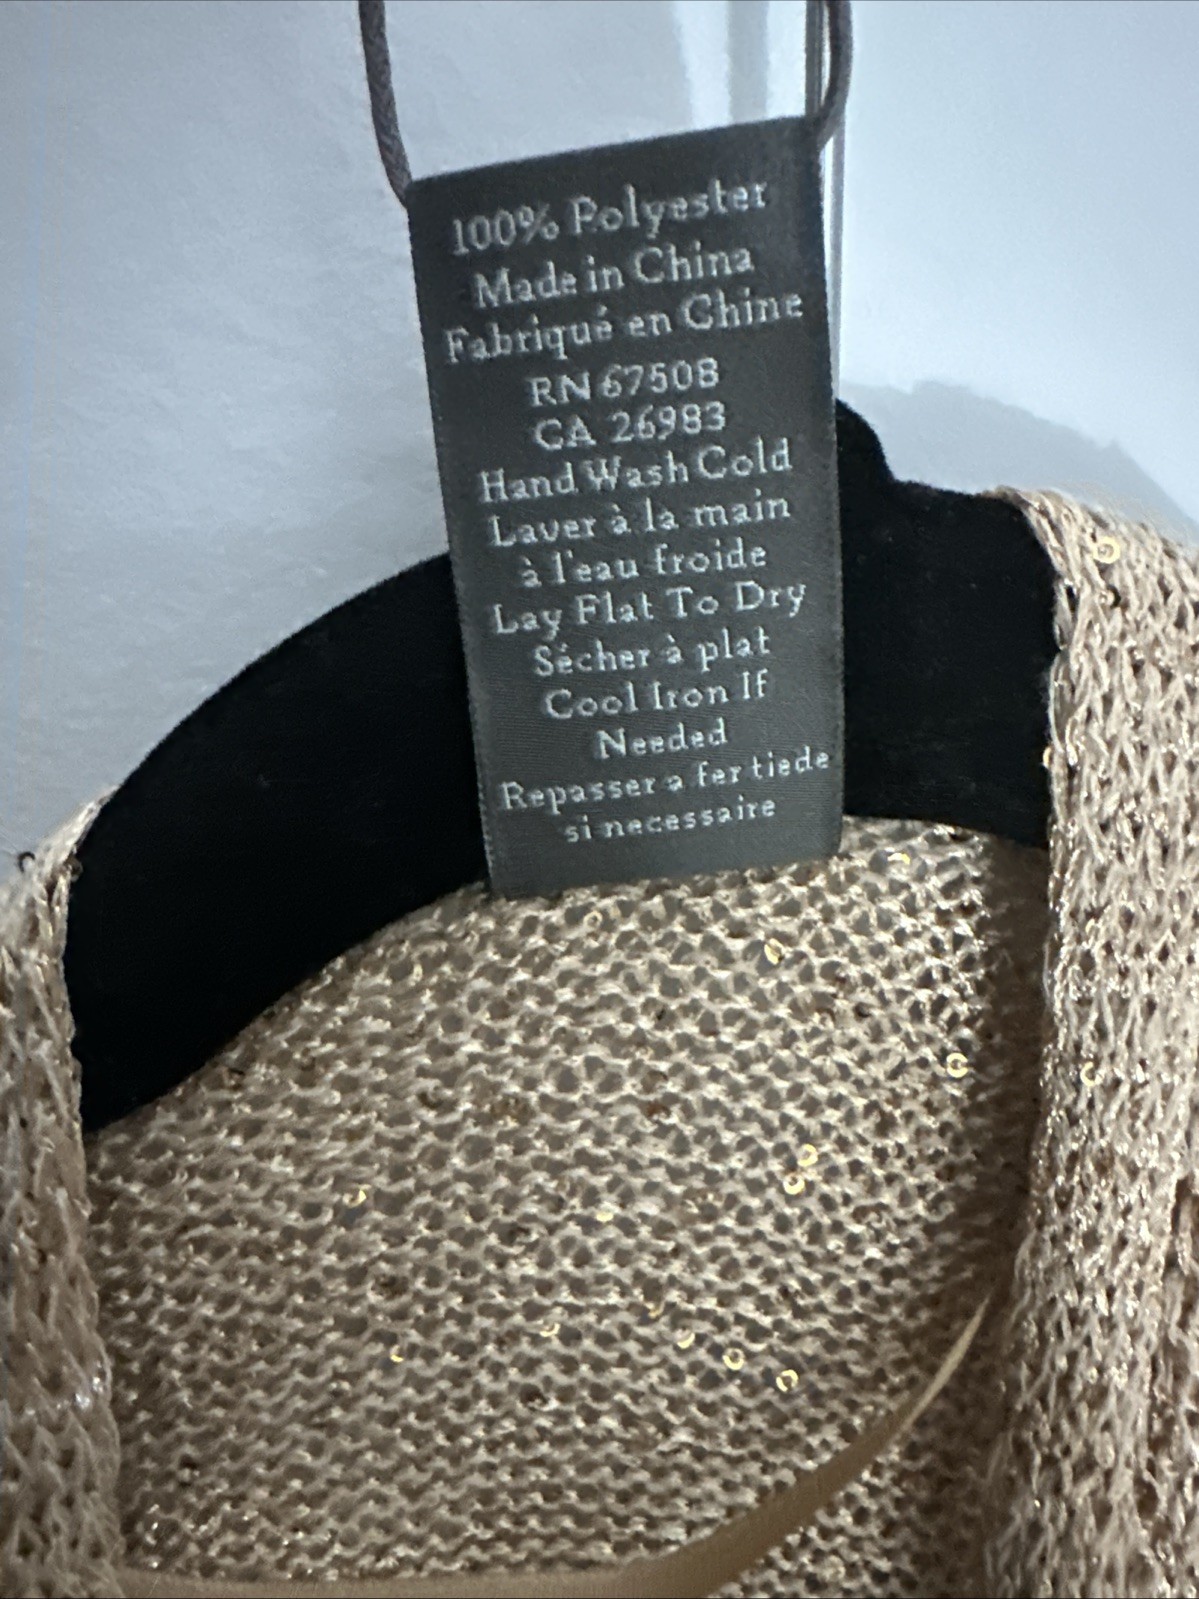 100% Polyester
Made in China
Fabriqué en Chine
RN 67508
CA 26983
Hand Wash Cold
Laver à la main
à l'eau froide
Lay Flat To Dry
Sécher à plat
Cool Iron If
Needed
Repasser a fer tiede
si necessaire